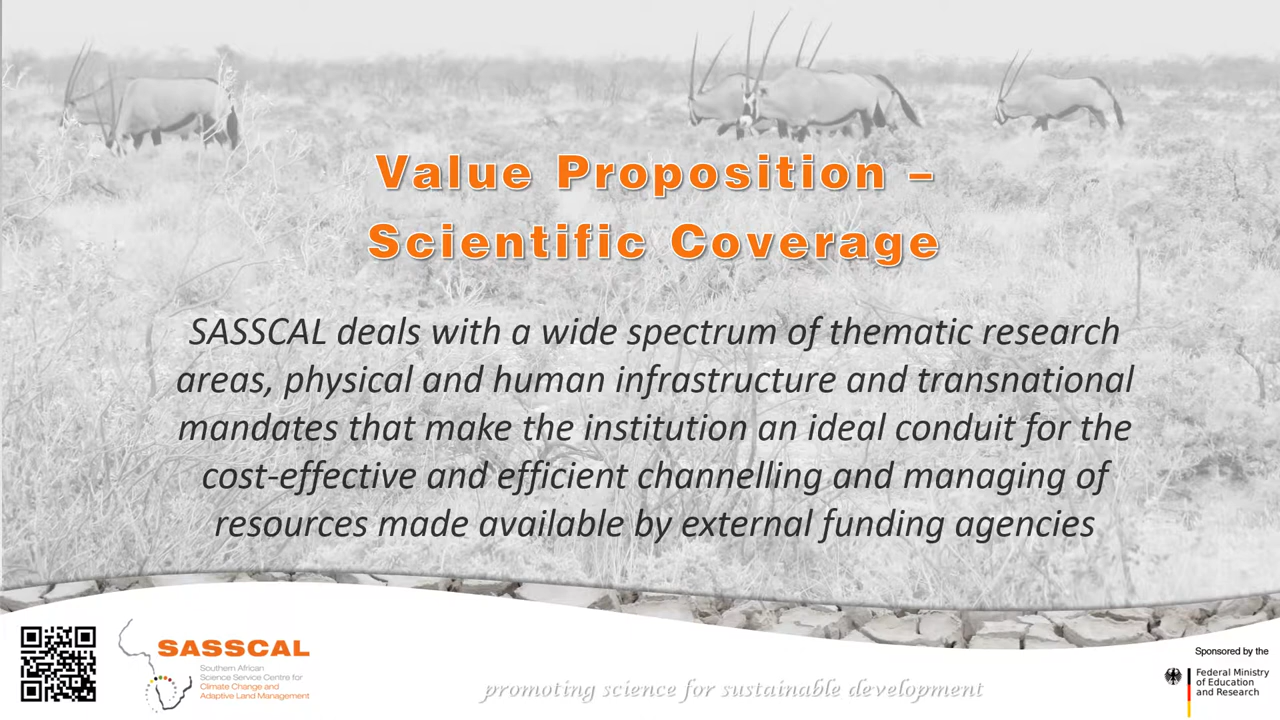 Value Proposition –
Scientific Coverage
SASSCAL deals with a wide spectrum of thematic research
areas, physical and human infrastructure and transnational
mandates that make the institution an ideal conduit for the
cost-effective and efficient channelling and managing of
resources made available by external funding agencies
SASSCAL
Southern African
Science Service Centre for
Climate Change and
Adaptive Land Management
promoting science for sustainable development
Sponsored by the
Federal Ministry
of Education
and Research